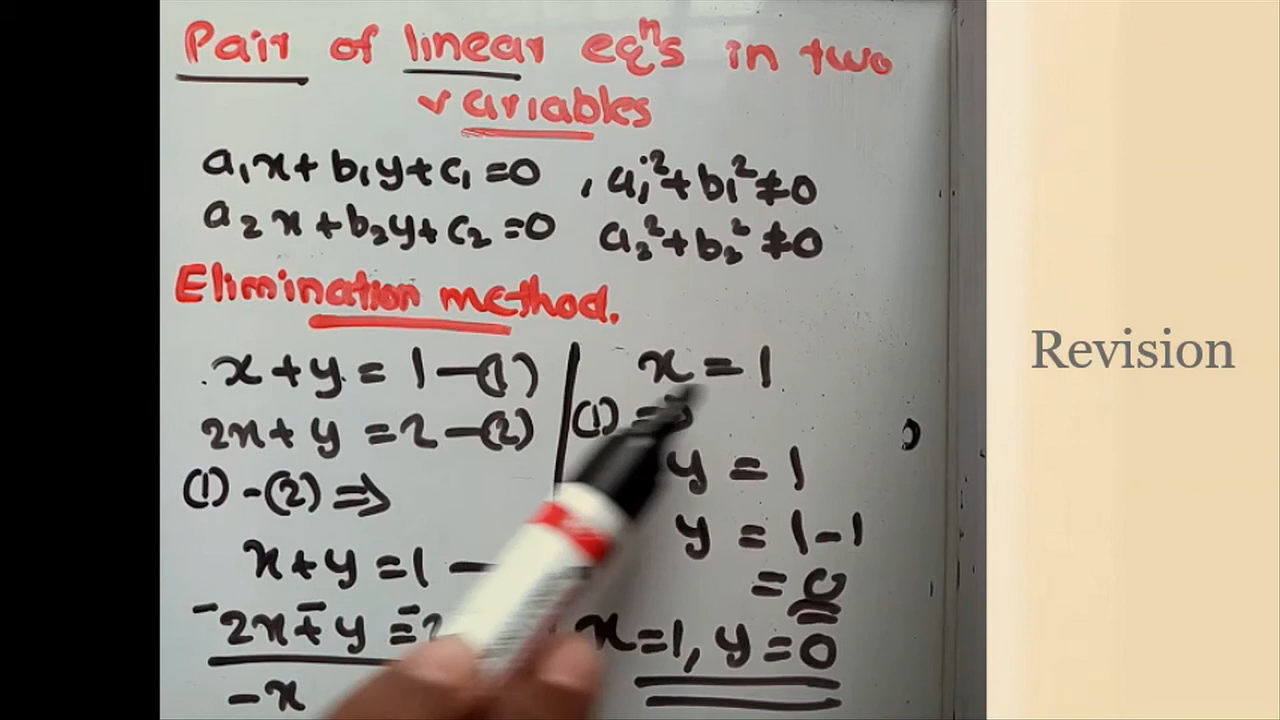 Pair of linear eqⁿs in two
variables
a₁x + b₁y + c₁ = 0 , a₁² + b₁² ≠ 0
a₂x + b₂y + c₂ = 0 a₂² + b₂² ≠ 0
Elimination method.
x + y = 1 — (1)
2x + y = 2 — (2)
(1) - (2) ⇒
x + y = 1 —
- 2x + y = 2
- x
x = 1
(1) ⇒
y = 1
y = 1 - 1
= 0
x = 1, y = 0
Revision